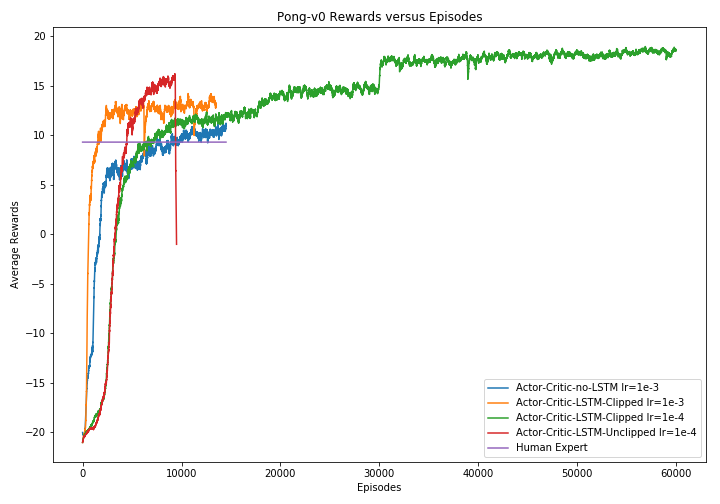 Pong-v0 Rewards versus Episodes
Average Rewards
20
15
10
5
0
−5
−10
−15
−20
0
10000
20000
30000
40000
50000
60000
Episodes
Actor-Critic-no-LSTM lr=1e-3
Actor-Critic-LSTM-Clipped lr=1e-3
Actor-Critic-LSTM-Clipped lr=1e-4
Actor-Critic-LSTM-Unclipped lr=1e-4
Human Expert